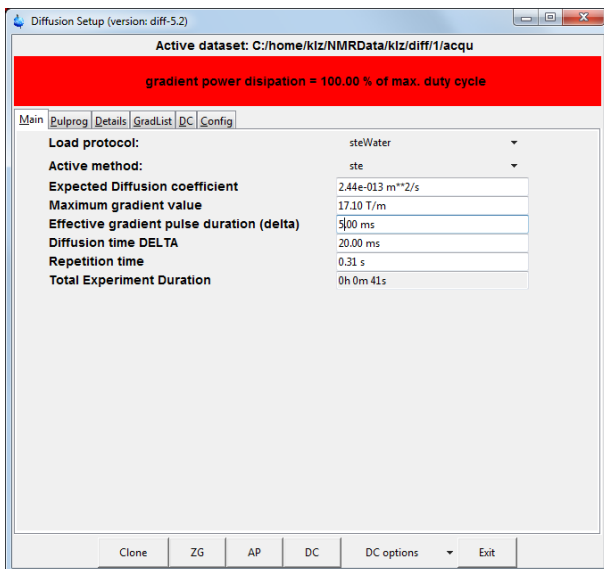 Diffusion Setup (version: diff-5.2)
Active dataset: C:/home/klz/NMRData/klz/diff/1/acqu
gradient power disipation = 100.00 % of max. duty cycle
Main Pulprog Details GradList DC Config
Load protocol: steWater
Active method: ste
Expected Diffusion coefficient 2.44e-013 m**2/s
Maximum gradient value 17.10 T/m
Effective gradient pulse duration (delta) 5.00 ms
Diffusion time DELTA 20.00 ms
Repetition time 0.31 s
Total Experiment Duration 0h 0m 41s
Clone ZG AP DC DC options Exit